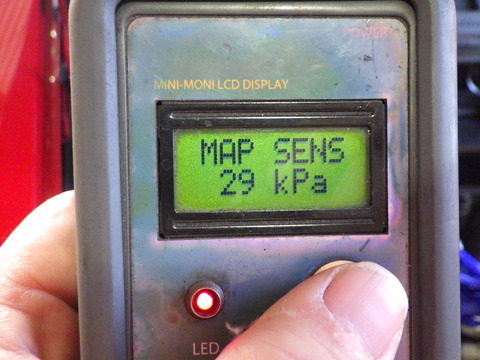 POWER
MINI-MONI LCD DISPLAY
MAP SENS
29 kPa
LED